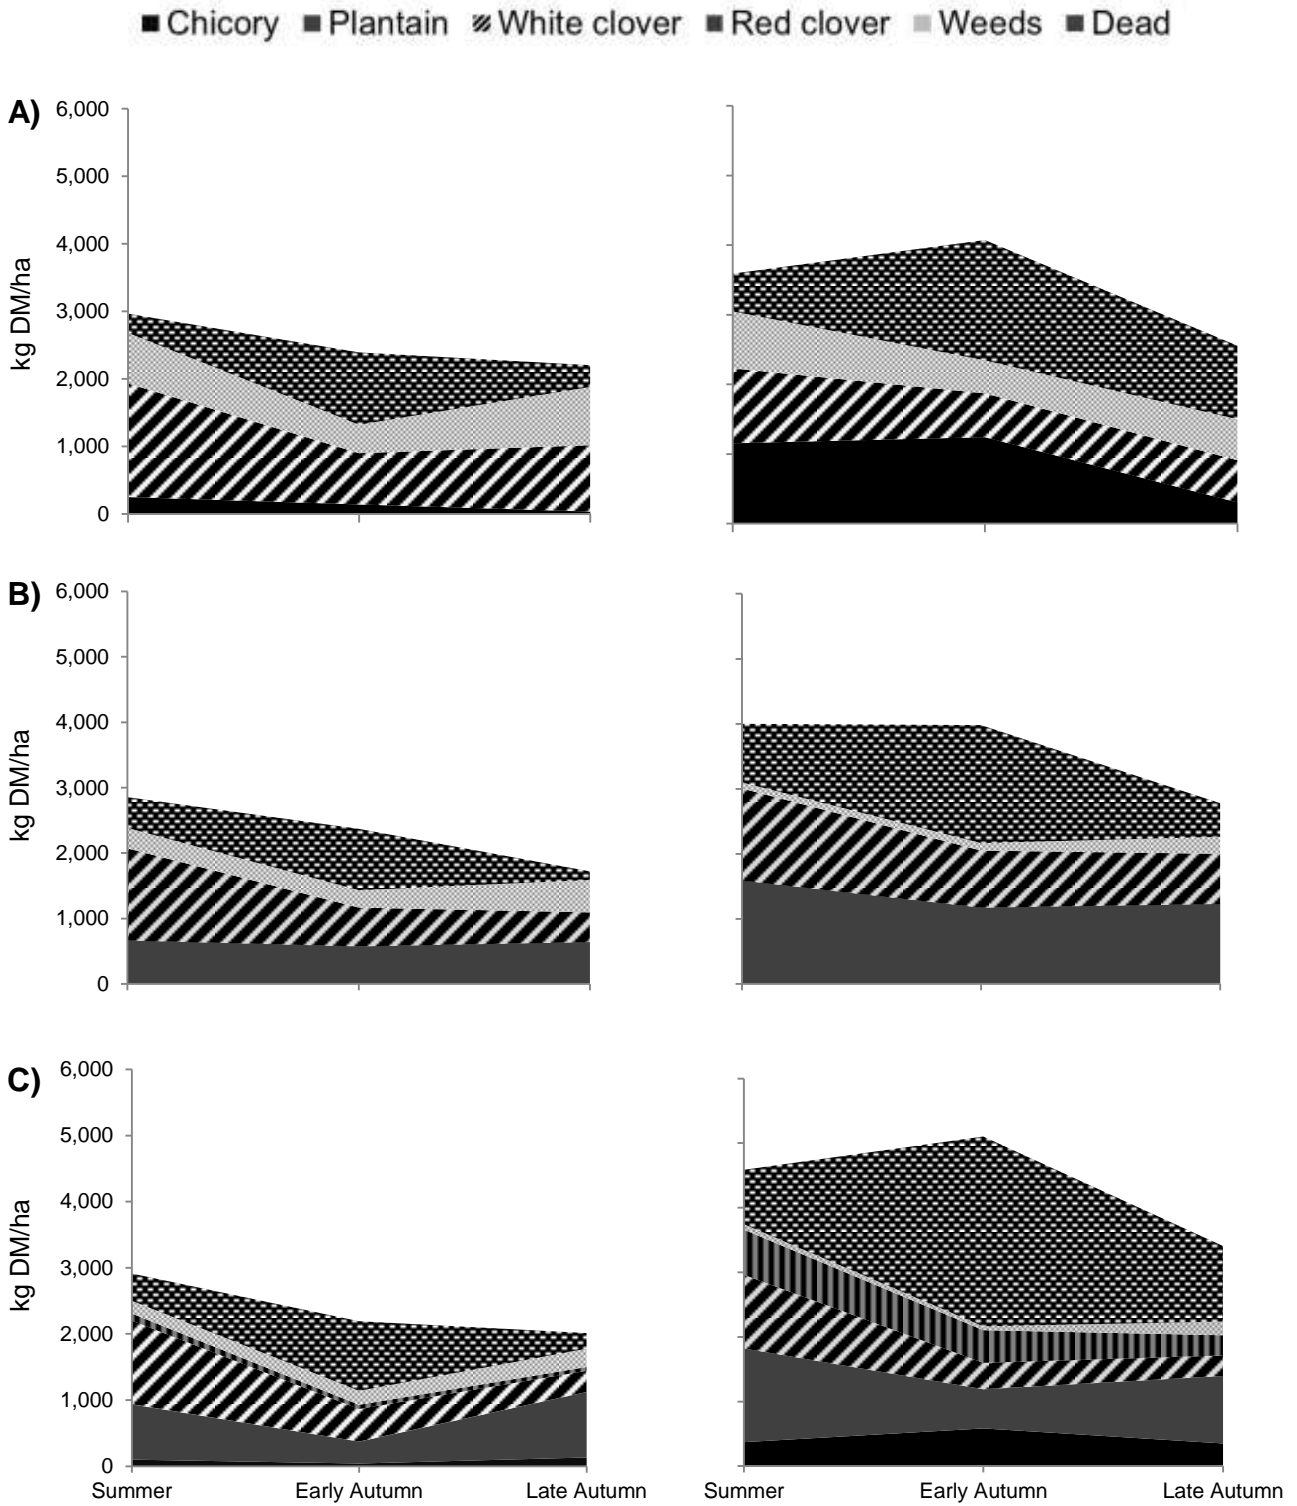 Chicory Plantain White clover Red clover Weeds Dead
A)
6,000
5,000
4,000
3,000
2,000
1,000
0
kg DM/ha
B)
6,000
5,000
4,000
3,000
2,000
1,000
0
kg DM/ha
C)
6,000
5,000
4,000
3,000
2,000
1,000
0
kg DM/ha
Summer Early Autumn Late Autumn
Summer Early Autumn Late Autumn